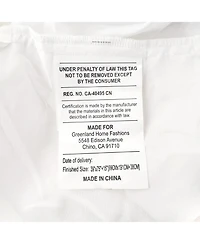 UNDER PENALTY OF LAW THIS TAG
NOT TO BE REMOVED EXCEPT BY
THE CONSUMER
REG. NO. CA-40495 CN
Certification is made by the manufacturer
that the materials in this article are
described in accordance with law
MADE FOR
Greenland Home Fashions
5548 Edison Avenue
Chino, CA 91710
Date of delivery:
Finished Size:
MADE IN CHINA